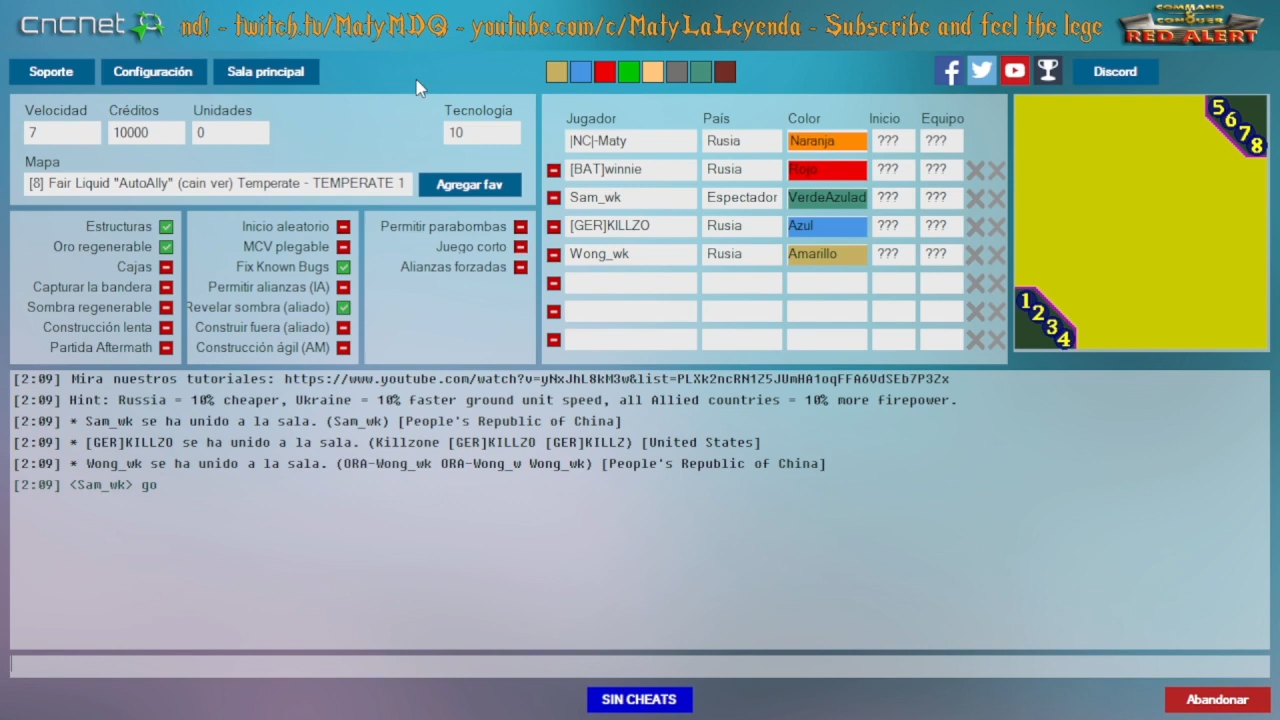 CnCNet
nd! - twitch.tv/MatyMDQ - youtube.com/c/MatyLaLeyenda - Subscribe and feel the lege
COMMAND & CONQUER
RED ALERT
Soporte
Configuración
Sala principal
Discord
Velocidad Créditos Unidades Tecnología
7 10000 0 10
Mapa
[8] Fair Liquid "AutoAlly" (cain ver) Temperate - TEMPERATE 1
Agregar fav
Estructuras
Oro regenerable
Cajas
Capturar la bandera
Sombra regenerable
Construcción lenta
Partida Aftermath
Inicio aleatorio
MCV plegable
Fix Known Bugs
Permitir alianzas (IA)
Revelar sombra (aliado)
Construir fuera (aliado)
Construcción ágil (AM)
Permitir parabombas
Juego corto
Alianzas forzadas
Jugador País Color Inicio Equipo
|NC|-Maty Rusia Naranja ??? ???
[BAT]winnie Rusia Rojo ??? ???
Sam_wk Espectador VerdeAzulad ??? ???
[GER]KILLZO Rusia Azul ??? ???
Wong_wk Rusia Amarillo ??? ???
5
6
7
8
1
2
3
4
[2:09] Mira nuestros tutoriales: https://www.youtube.com/watch?v=yNxJhL8kM3w&list=PLXk2ncRN1Z5JUmHA1oqFFA6VdSEb7P3Zx
[2:09] Hint: Russia = 10% cheaper, Ukraine = 10% faster ground unit speed, all Allied countries = 10% more firepower.
[2:09] * Sam_wk se ha unido a la sala. (Sam_wk) [People's Republic of China]
[2:09] * [GER]KILLZO se ha unido a la sala. (Killzone [GER]KILLZO [GER]KILLZ) [United States]
[2:09] * Wong_wk se ha unido a la sala. (ORA-Wong_wk ORA-Wong_w Wong_wk) [People's Republic of China]
[2:09] <Sam_wk> go
SIN CHEATS
Abandonar